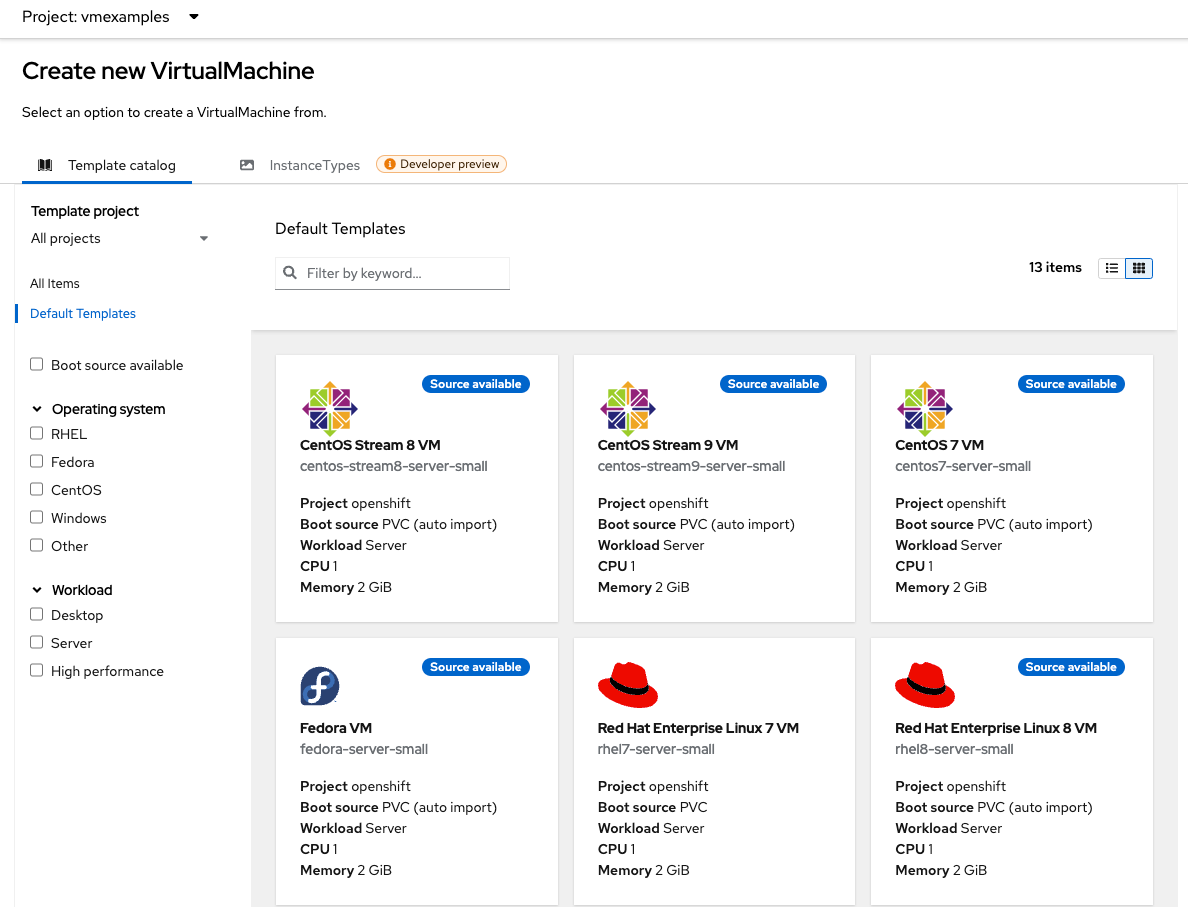 Project: vmexamples
Create new VirtualMachine
Select an option to create a VirtualMachine from.
Template catalog
InstanceTypes
Developer preview
Template project
All projects
All Items
Default Templates
Boot source available
Operating system
RHEL
Fedora
CentOS
Windows
Other
Workload
Desktop
Server
High performance
Default Templates
Filter by keyword...
13 items
Source available
CentOS Stream 8 VM
centos-stream8-server-small
Project openshift
Boot source PVC (auto import)
Workload Server
CPU 1
Memory 2 GiB
Source available
CentOS Stream 9 VM
centos-stream9-server-small
Project openshift
Boot source PVC (auto import)
Workload Server
CPU 1
Memory 2 GiB
Source available
CentOS 7 VM
centos7-server-small
Project openshift
Boot source PVC (auto import)
Workload Server
CPU 1
Memory 2 GiB
Source available
Fedora VM
fedora-server-small
Project openshift
Boot source PVC (auto import)
Workload Server
CPU 1
Memory 2 GiB
Red Hat Enterprise Linux 7 VM
rhel7-server-small
Project openshift
Boot source PVC
Workload Server
CPU 1
Memory 2 GiB
Source available
Red Hat Enterprise Linux 8 VM
rhel8-server-small
Project openshift
Boot source PVC (auto import)
Workload Server
CPU 1
Memory 2 GiB